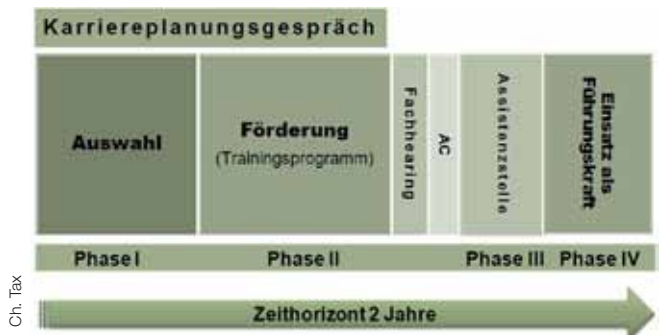 Karriereplanungsgespräch
Auswahl
Förderung
(Trainingsprogramm)
Fachhearing
AC
Assistenzstelle
Einsatz als
Führungskraft
Phase I
Phase II
Phase III
Phase IV
Zeithorizont 2 Jahre
Ch. Tax